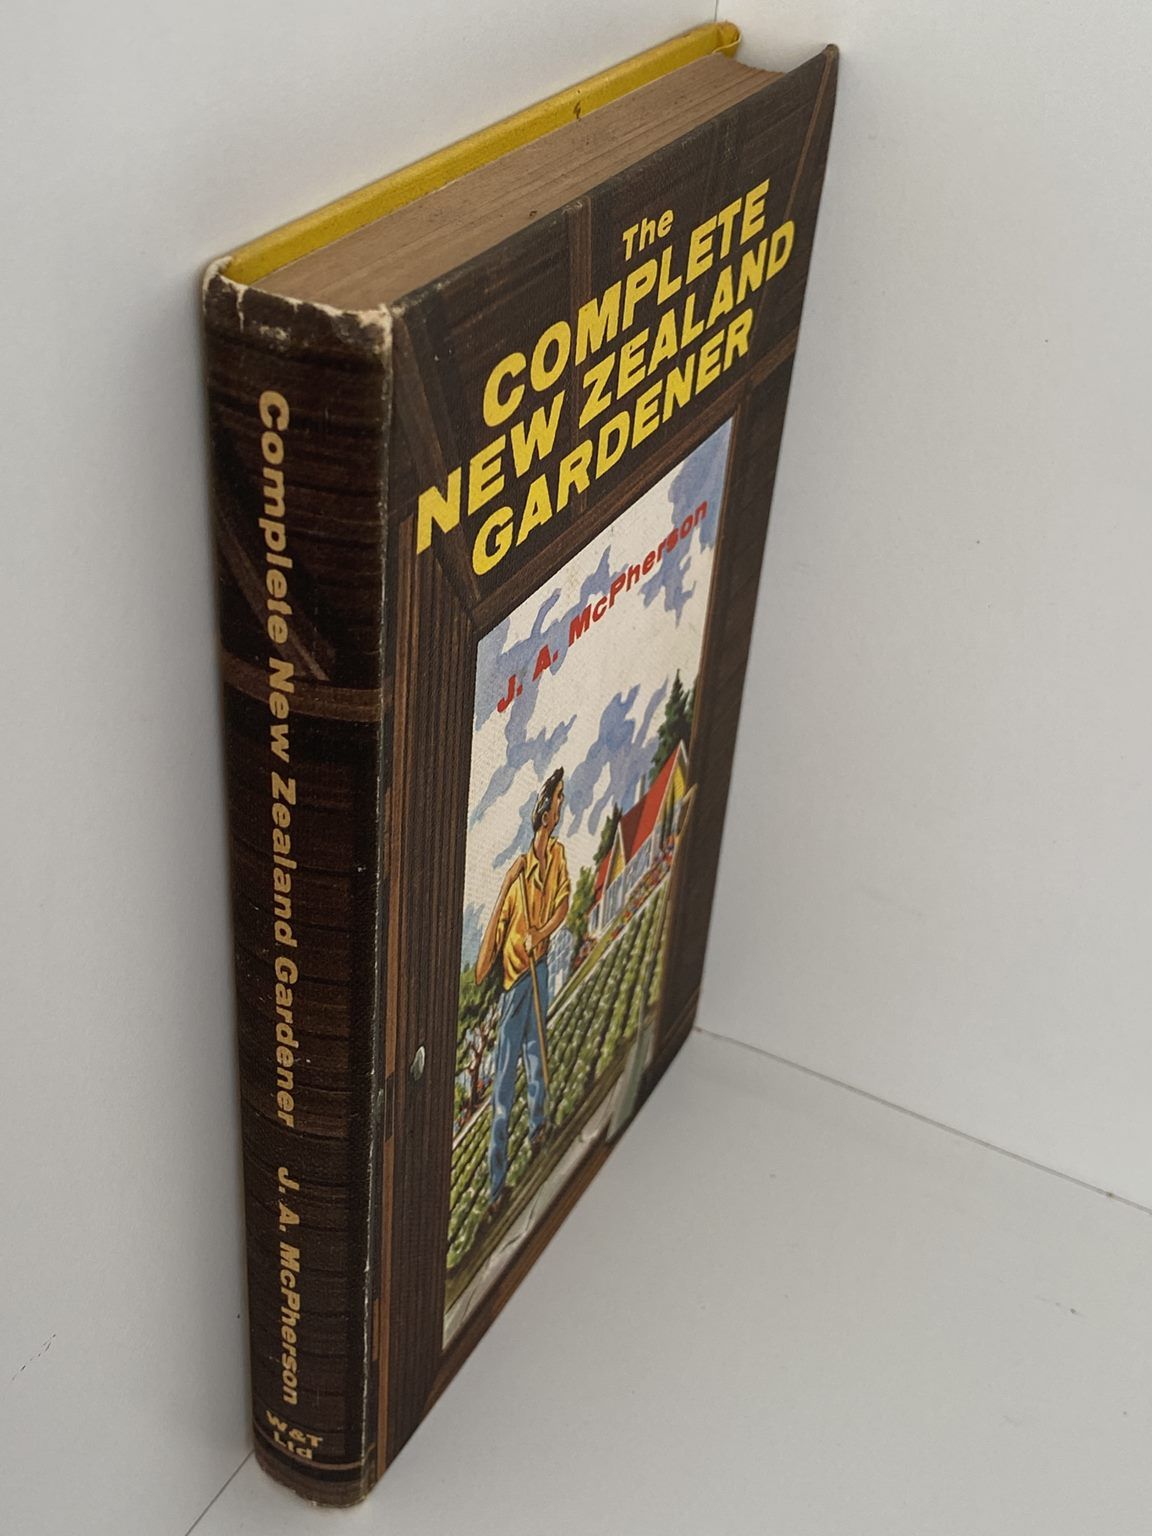 The
COMPLETE
NEW ZEALAND
GARDENER
J. A. McPherson
Complete New Zealand Gardener J. A. McPherson
W&T
Ltd